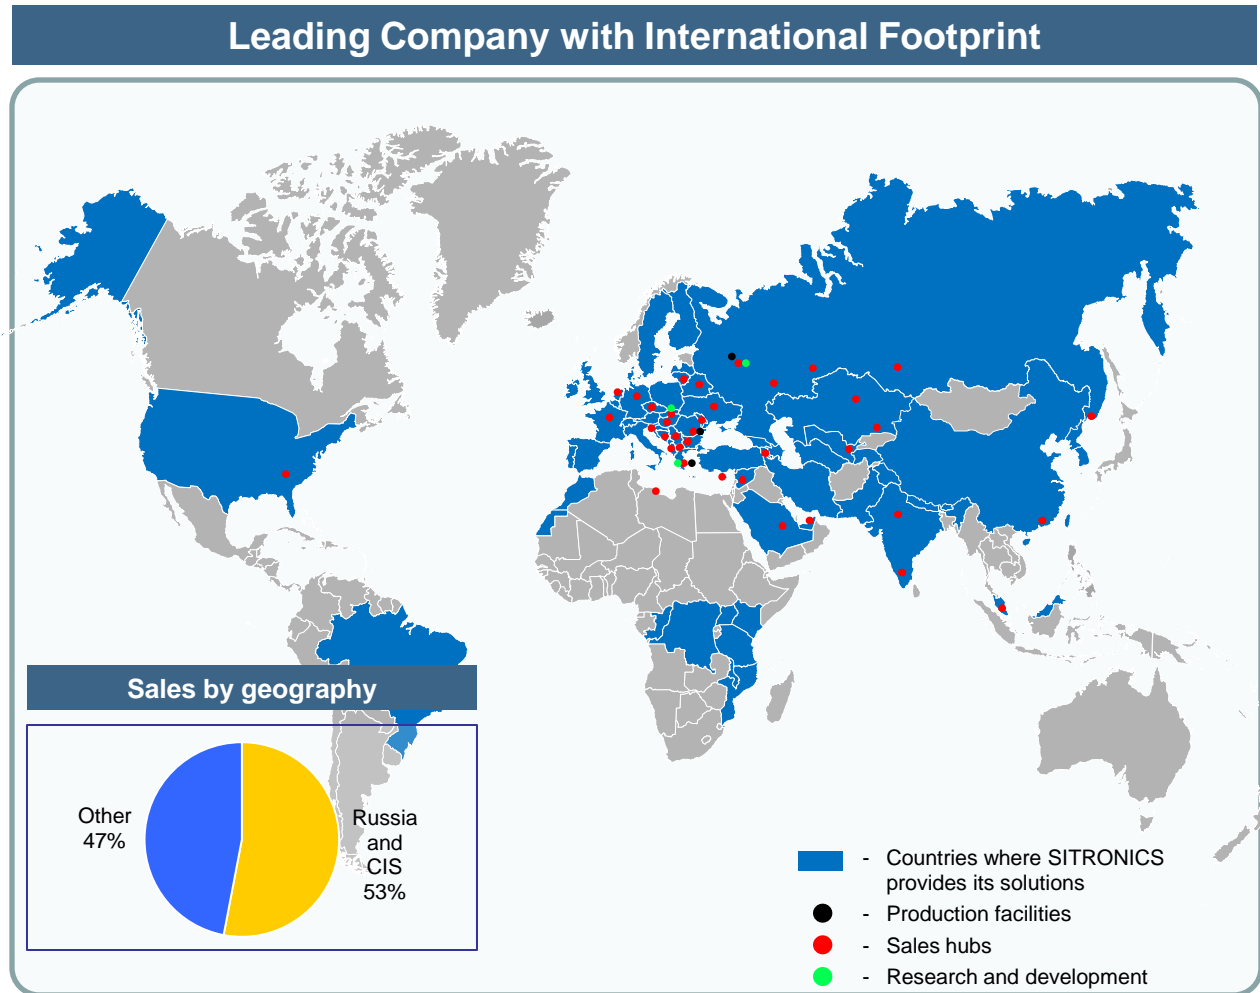 Leading Company with International Footprint
Sales by geography
Other
47%
Russia
and
CIS
53%
- Countries where SITRONICS
provides its solutions
- Production facilities
- Sales hubs
- Research and development